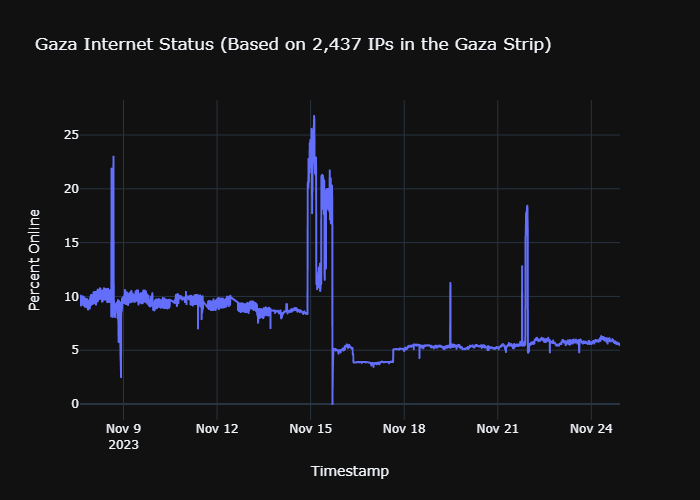 Gaza Internet Status (Based on 2,437 IPs in the Gaza Strip)
Percent Online
25
20
15
10
5
0
Nov 9
2023
Nov 12
Nov 15
Nov 18
Nov 21
Nov 24
Timestamp